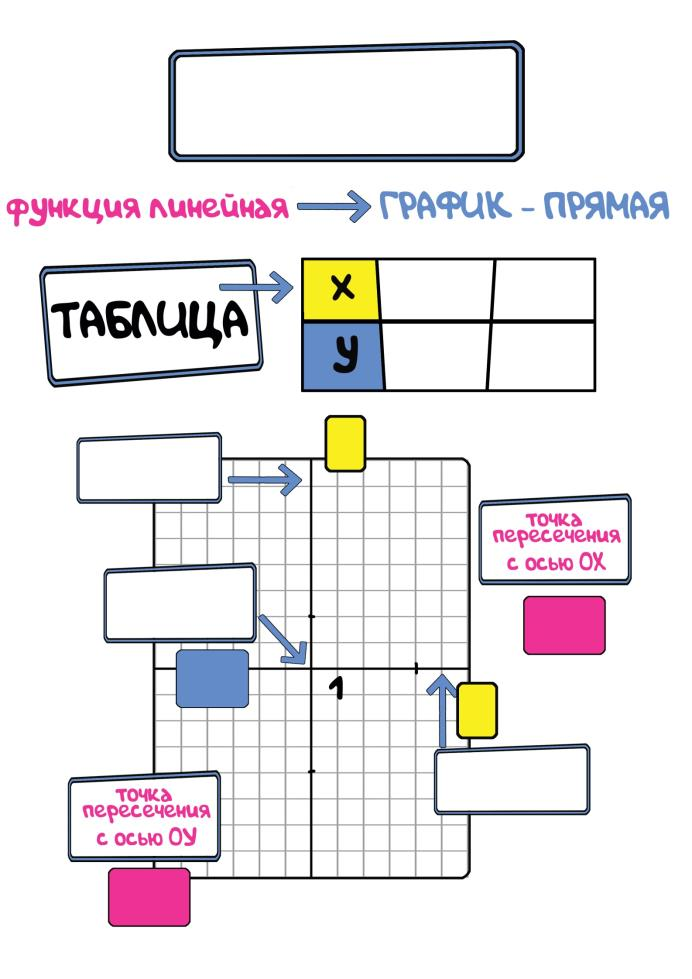 ФУНКЦИЯ ЛИНЕЙНАЯ → ГРАФИК - ПРЯМАЯ
ТАБЛИЦА
х
у
точка
пересечения
с осью ОХ
1
точка
пересечения
с осью ОУ